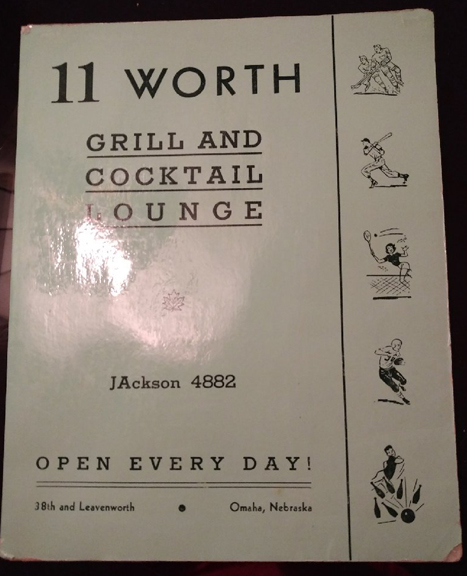 11 WORTH
GRILL AND
COCKTAIL
LOUNGE
JAckson 4882
OPEN EVERY DAY!
38th and Leavenworth • Omaha, Nebraska